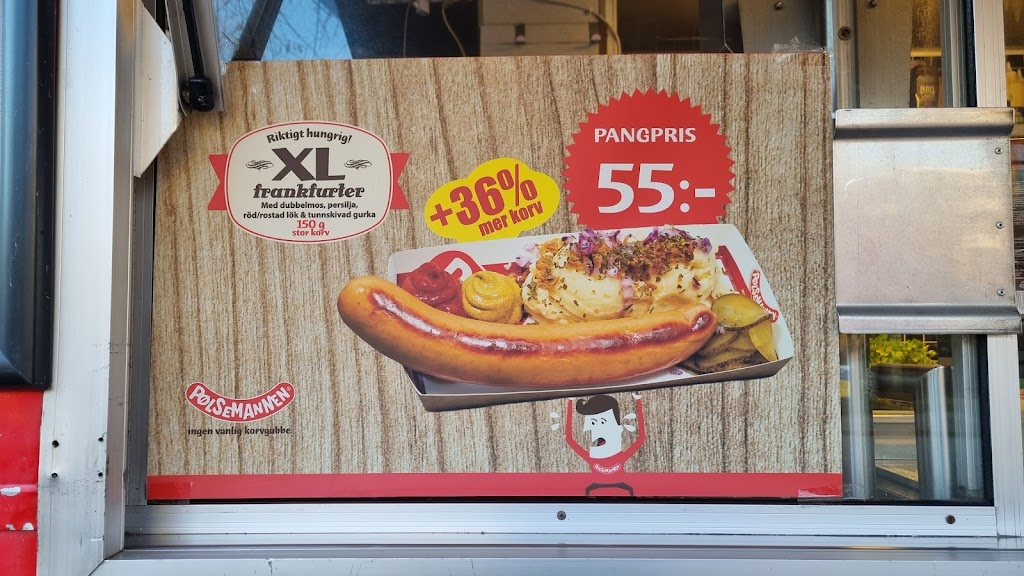 Riktigt hungrig!
XL
frankfurter
Med dubbelmos, persilja,
röd/rostad lök & tunnskivad gurka
150 g
stor korv
+36%
mer korv
PANGPRIS
55:-
PØLSEMANNEN
ingen vanlig korvgubbe